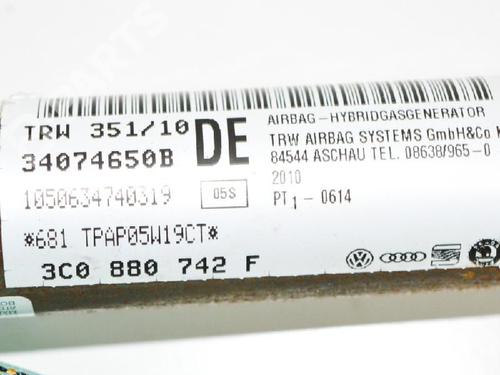 TRW 351/10
34074650B
DE
1050634740319
05S
*681 TPAP05W19CT*
3C0 880 742 F
AIRBAG-HYBRIDGASGENERATOR
TRW AIRBAG SYSTEMS GmbH&Co K
84544 ASCHAU TEL. 08638/965-0
2010
PT1-0614